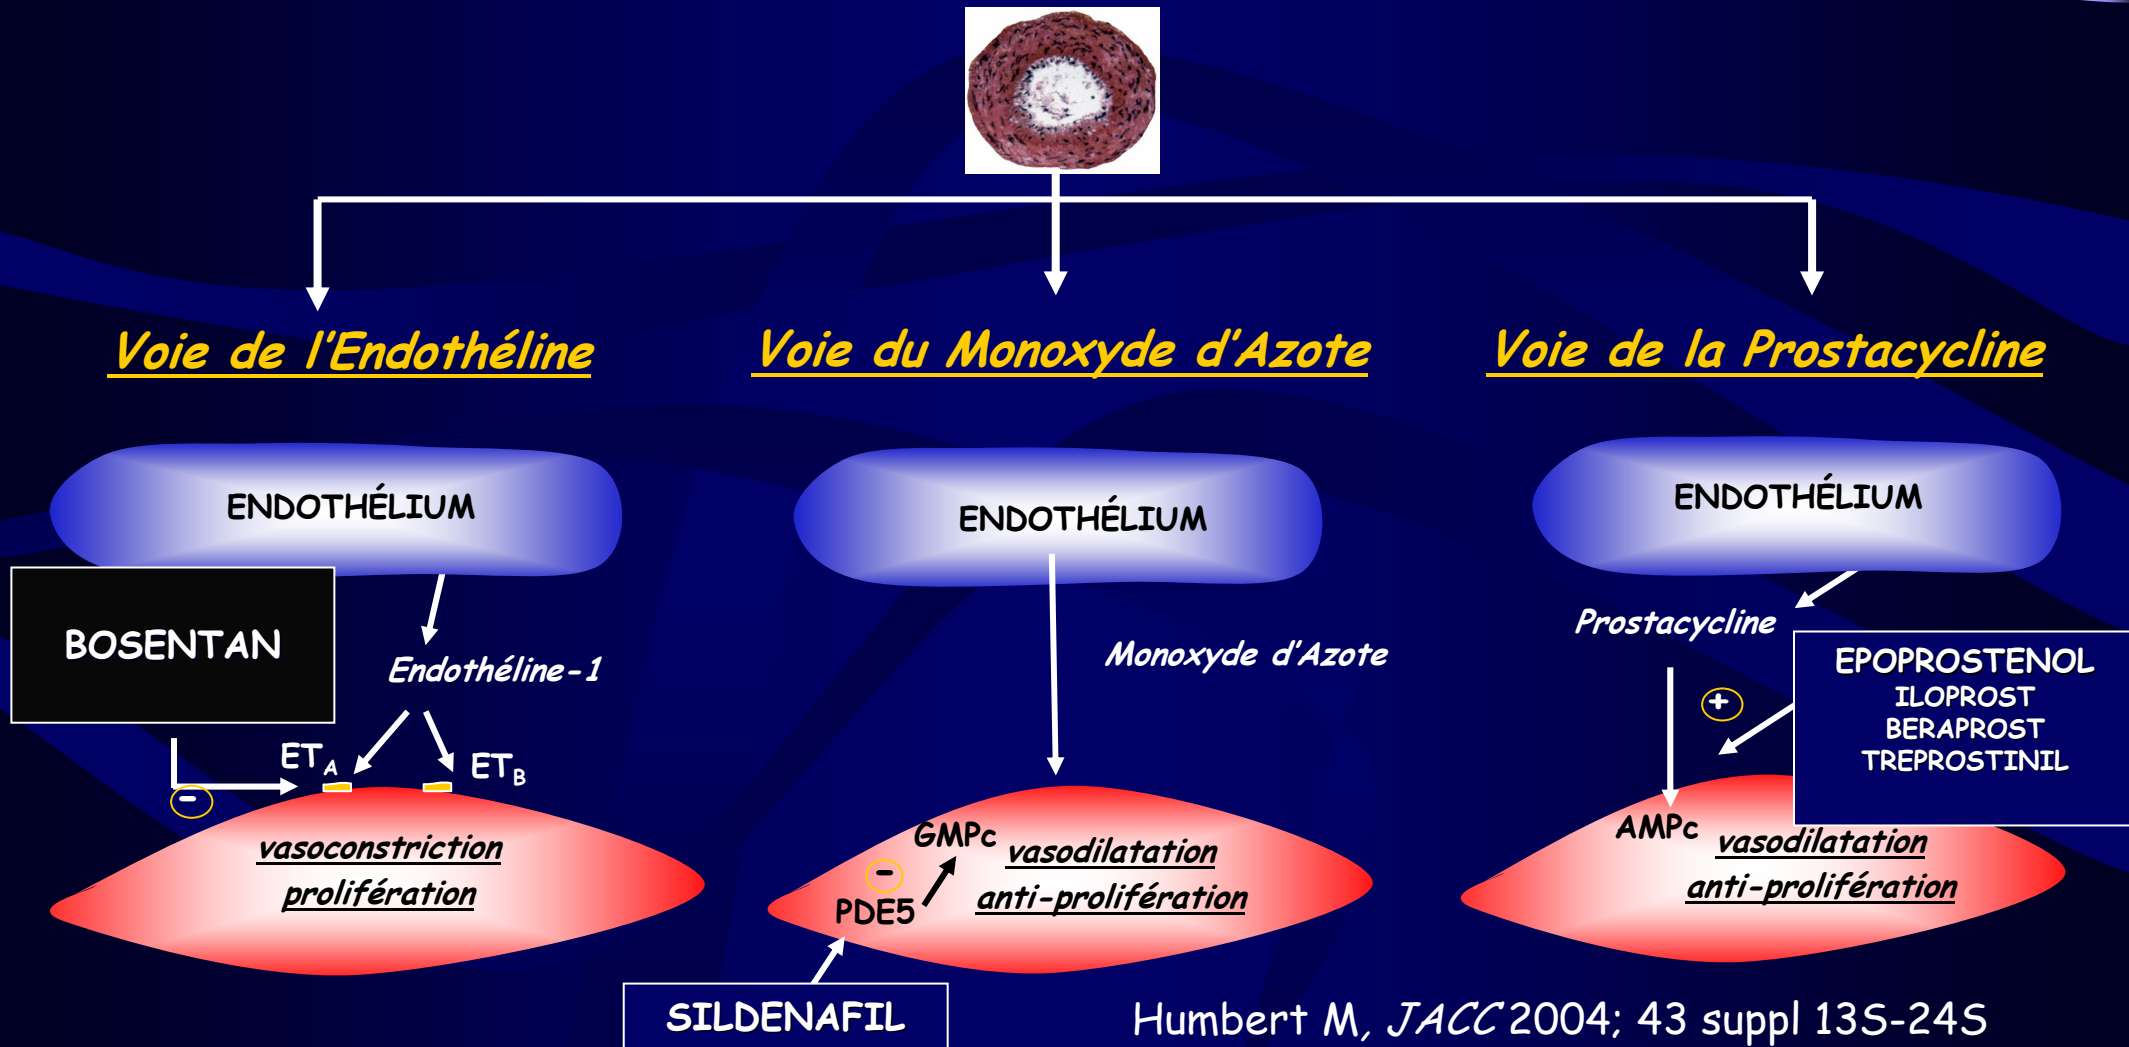 Voie de l'Endothéline
ENDOTHÉLIUM
BOSENTAN
Endothéline-1
ETA
ETB
-
vasoconstriction
prolifération
Voie du Monoxyde d'Azote
ENDOTHÉLIUM
Monoxyde d'Azote
GMPc
vasodilatation
-
anti-prolifération
PDE5
SILDENAFIL
Voie de la Prostacycline
ENDOTHÉLIUM
Prostacycline
EPOPROSTENOL
ILOPROST
BERAPROST
TREPROSTINIL
+
AMPc
vasodilatation
anti-prolifération
Humbert M, JACC 2004; 43 suppl 13S-24S